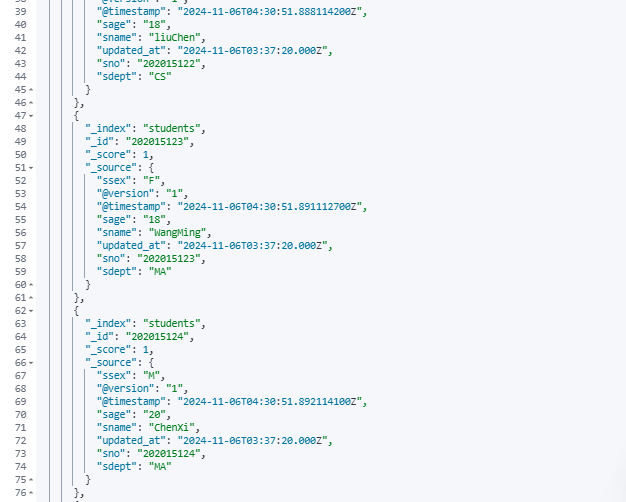 39 "@timestamp": "2024-11-06T04:30:51.888114200Z",
40 "sage": "18",
41 "sname": "liuChen",
42 "updated_at": "2024-11-06T03:37:20.000Z",
43 "sno": "202015122",
44 "sdept": "CS"
45 }
46 },
47 {
48 "_index": "students",
49 "_id": "202015123",
50 "_score": 1,
51 "_source": {
52 "ssex": "F",
53 "@version": "1",
54 "@timestamp": "2024-11-06T04:30:51.891112700Z",
55 "sage": "18",
56 "sname": "WangMing",
57 "updated_at": "2024-11-06T03:37:20.000Z",
58 "sno": "202015123",
59 "sdept": "MA"
60 }
61 },
62 {
63 "_index": "students",
64 "_id": "202015124",
65 "_score": 1,
66 "_source": {
67 "ssex": "M",
68 "@version": "1",
69 "@timestamp": "2024-11-06T04:30:51.892114100Z",
70 "sage": "20",
71 "sname": "ChenXi",
72 "updated_at": "2024-11-06T03:37:20.000Z",
73 "sno": "202015124",
74 "sdept": "MA"
75 }
76 },